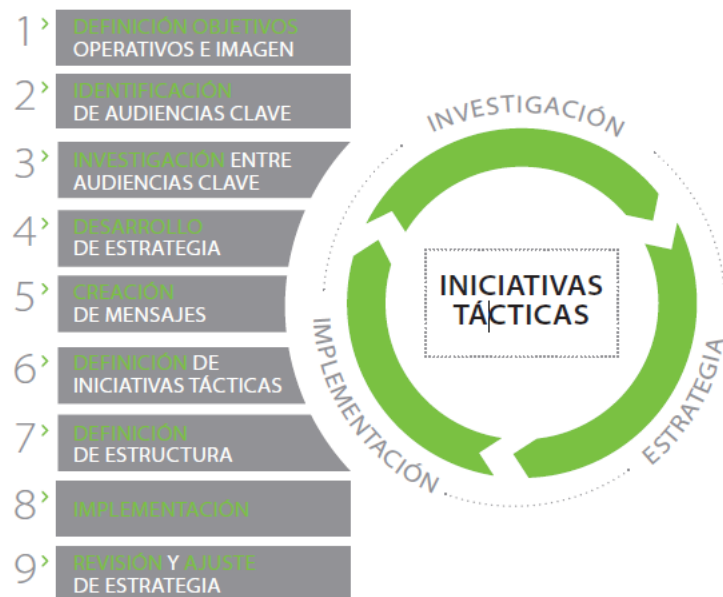 1› DEFINICIÓN OBJETIVOS
OPERATIVOS E IMAGEN
2› IDENTIFICACIÓN
DE AUDIENCIAS CLAVE
3› INVESTIGACIÓN ENTRE
AUDIENCIAS CLAVE
4› DESARROLLO
DE ESTRATEGIA
5› CREACIÓN
DE MENSAJES
6› DEFINICIÓN DE
INICIATIVAS TÁCTICAS
7› DEFINICIÓN
DE ESTRUCTURA
8› IMPLEMENTACIÓN
9› REVISIÓN Y AJUSTE
DE ESTRATEGIA
INVESTIGACIÓN
INICIATIVAS
TÁCTICAS
ESTRATEGIA
IMPLEMENTACIÓN